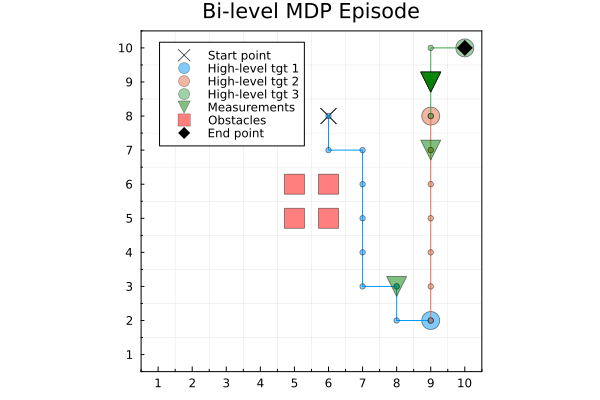 Bi-level MDP Episode
10
9
8
7
6
5
4
3
2
1
Start point
High-level tgt 1
High-level tgt 2
High-level tgt 3
Measurements
Obstacles
End point
1 2 3 4 5 6 7 8 9 10